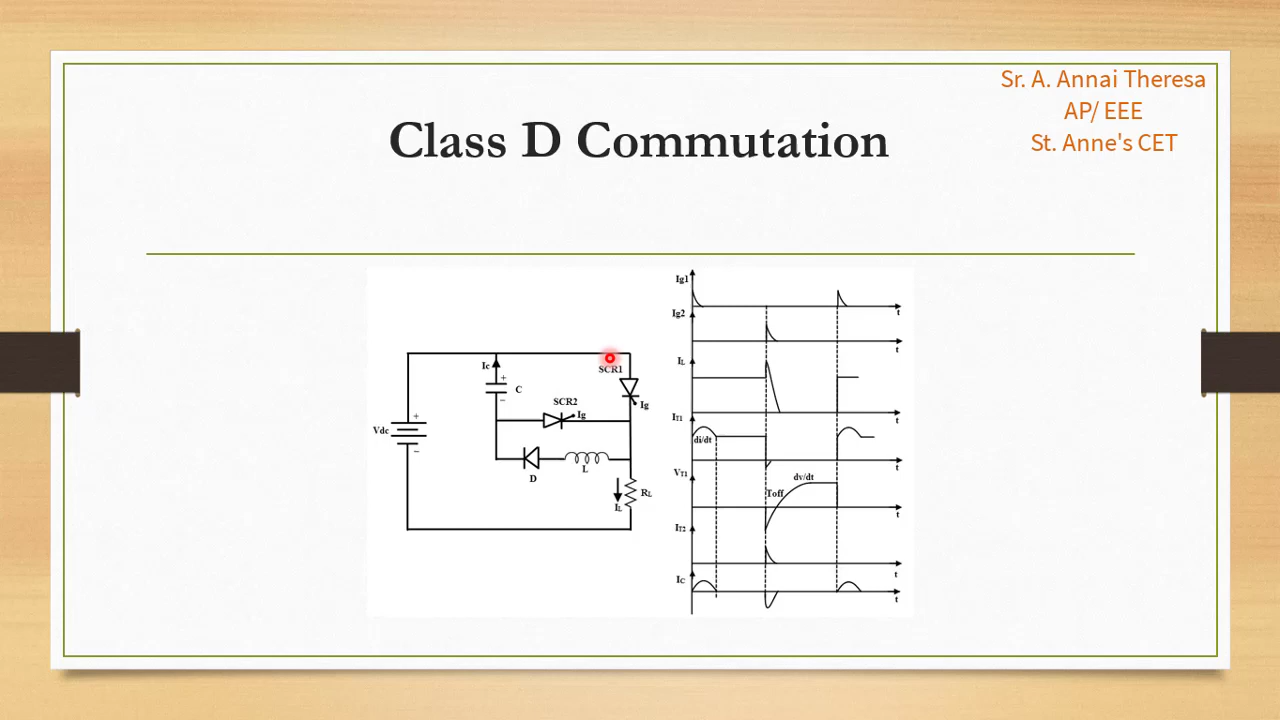 Sr. A. Annai Theresa
AP/ EEE
St. Anne's CET
Class D Commutation
Ic
+
C
−
SCR1
Ig
SCR2
Ig
Vdc
+
−
D
L
RL
IL
Ig1
t
Ig2
t
IL
t
IT1
di/dt
t
VT1
dv/dt
Toff
t
IT2
t
IC
t